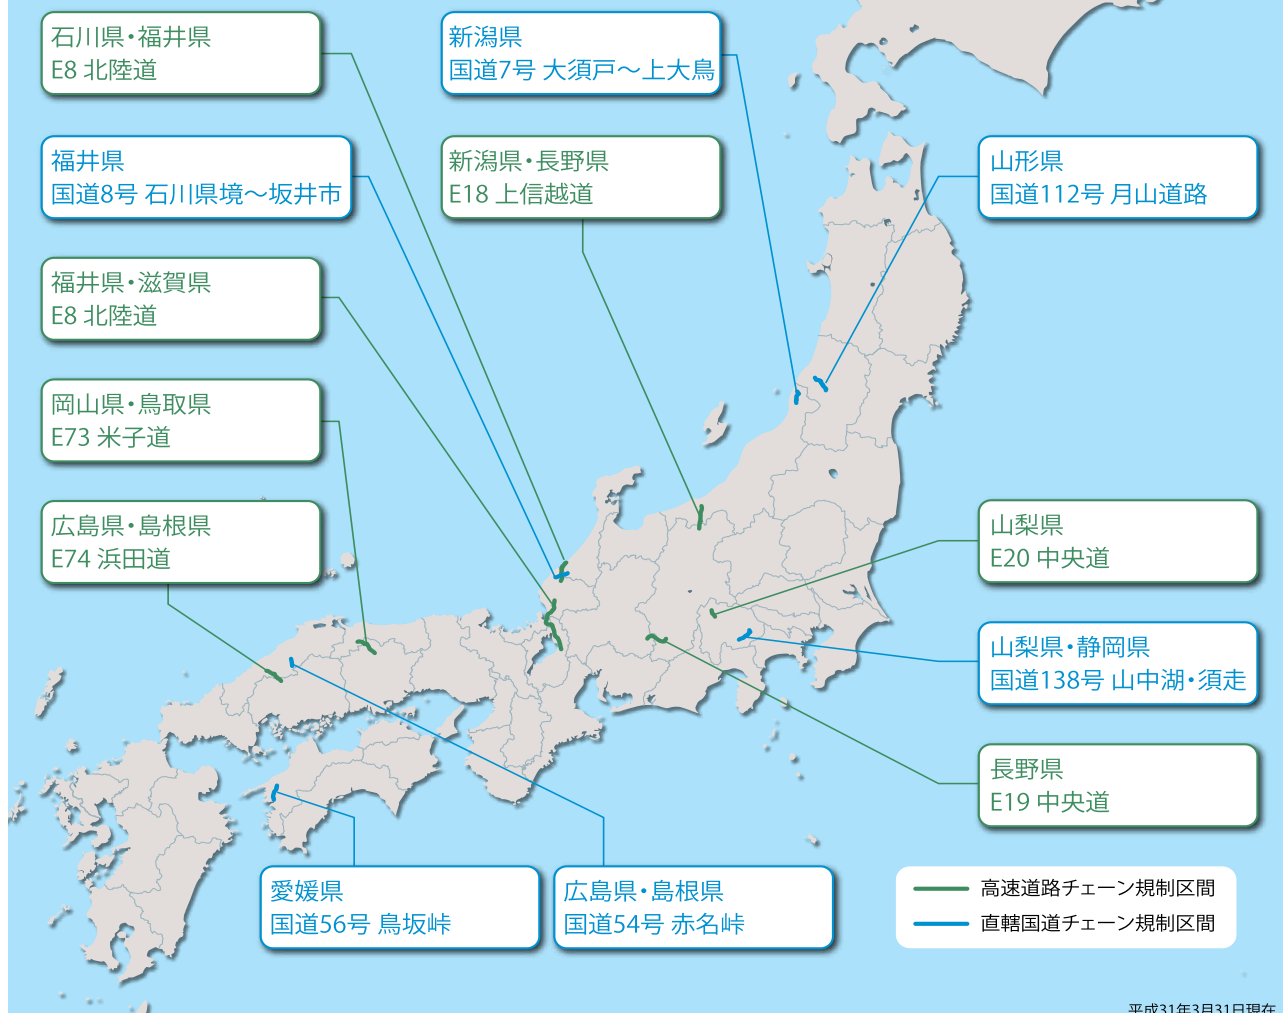 石川県・福井県
E8 北陸道
新潟県
国道7号 大須戸～上大鳥
福井県
国道8号 石川県境～坂井市
新潟県・長野県
E18 上信越道
山形県
国道112号 月山道路
福井県・滋賀県
E8 北陸道
岡山県・鳥取県
E73 米子道
広島県・島根県
E74 浜田道
山梨県
E20 中央道
山梨県・静岡県
国道138号 山中湖・須走
長野県
E19 中央道
愛媛県
国道56号 鳥坂峠
広島県・島根県
国道54号 赤名峠
高速道路チェーン規制区間
直轄国道チェーン規制区間
平成31年3月31日現在